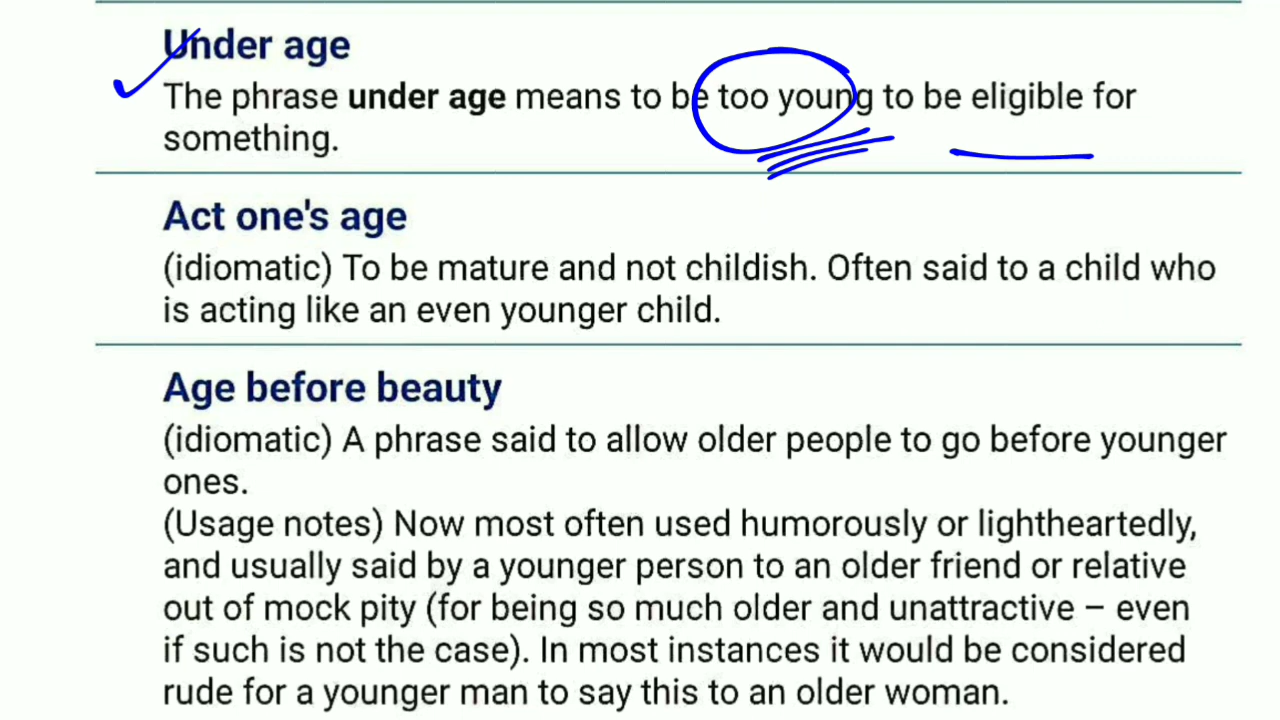 Under age
The phrase under age means to be too young to be eligible for
something.
Act one's age
(idiomatic) To be mature and not childish. Often said to a child who
is acting like an even younger child.
Age before beauty
(idiomatic) A phrase said to allow older people to go before younger
ones.
(Usage notes) Now most often used humorously or lightheartedly,
and usually said by a younger person to an older friend or relative
out of mock pity (for being so much older and unattractive – even
if such is not the case). In most instances it would be considered
rude for a younger man to say this to an older woman.